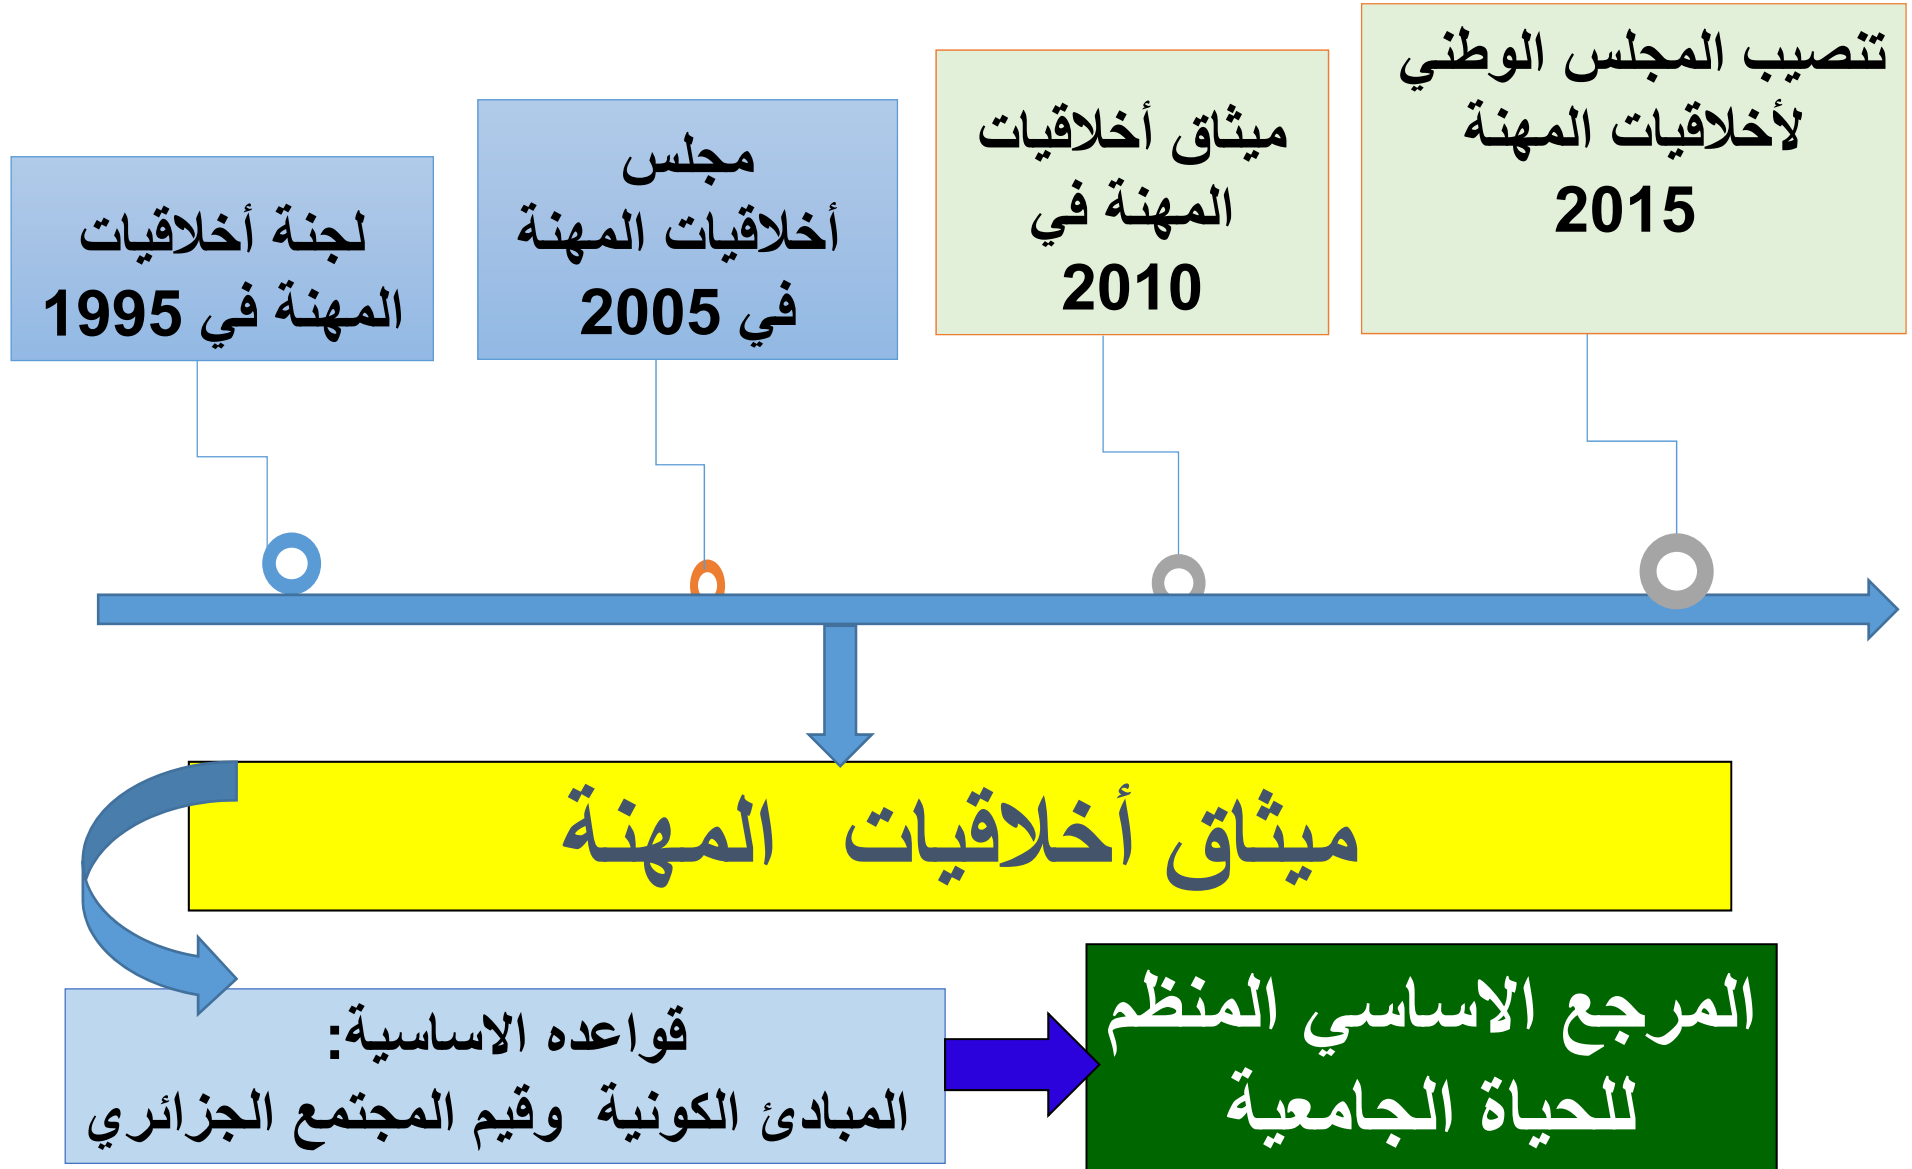 لجنة أخلاقيات
المهنة في 1995
مجلس
أخلاقيات المهنة
في 2005
ميثاق أخلاقيات
المهنة في
2010
تنصيب المجلس الوطني
لأخلاقيات المهنة
2015
ميثاق أخلاقيات المهنة
قواعده الاساسية:
المبادئ الكونية وقيم المجتمع الجزائري
المرجع الاساسي المنظم
للحياة الجامعية